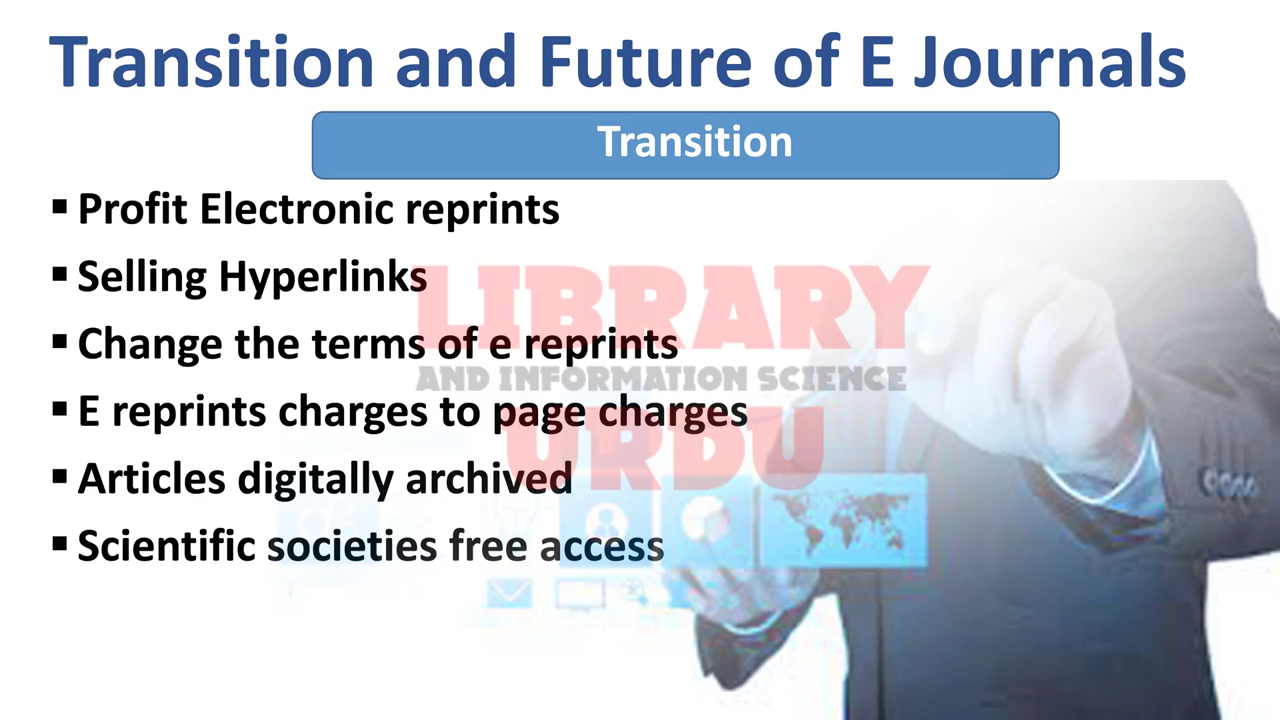 Transition and Future of E Journals
Transition
▪ Profit Electronic reprints
▪ Selling Hyperlinks
▪ Change the terms of e reprints
▪ E reprints charges to page charges
▪ Articles digitally archived
▪ Scientific societies free access
LIBRARY
AND INFORMATION SCIENCE
URDU